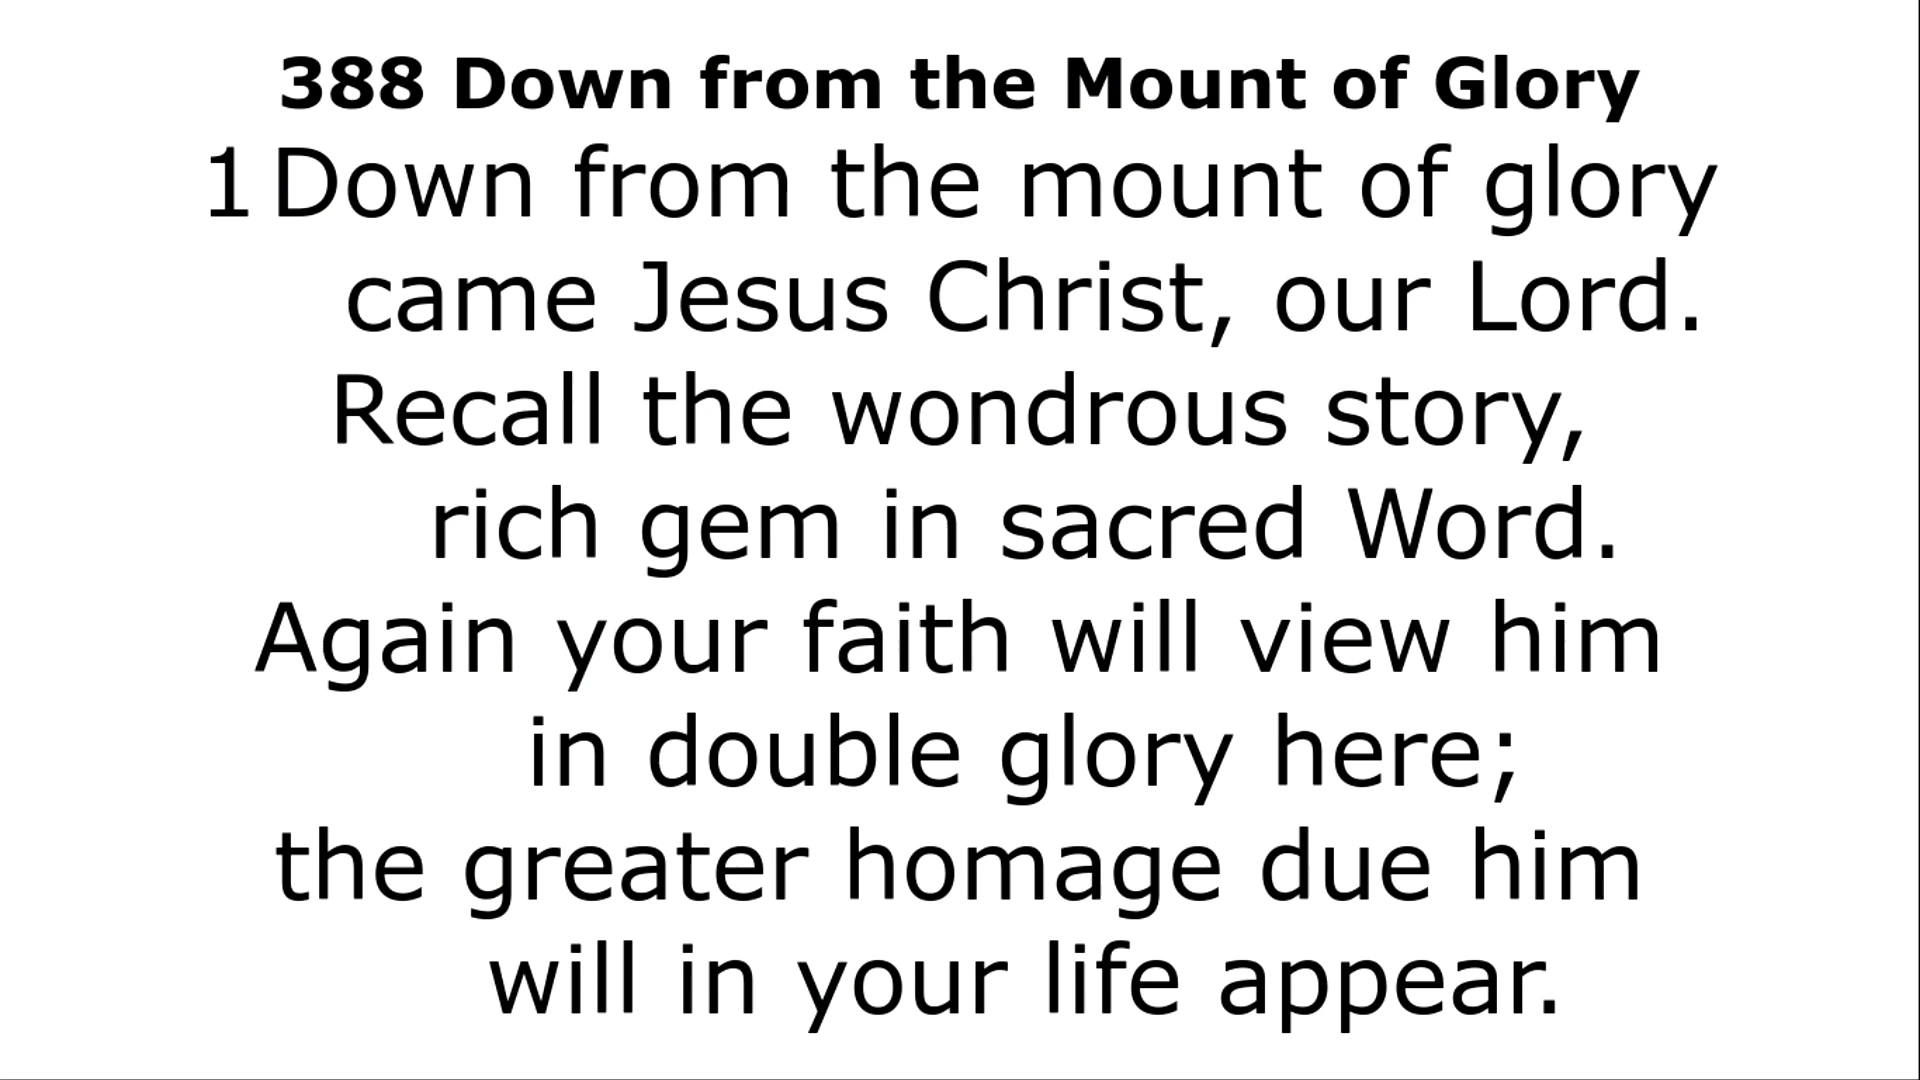 388 Down from the Mount of Glory
1 Down from the mount of glory
came Jesus Christ, our Lord.
Recall the wondrous story,
rich gem in sacred Word.
Again your faith will view him
in double glory here;
the greater homage due him
will in your life appear.